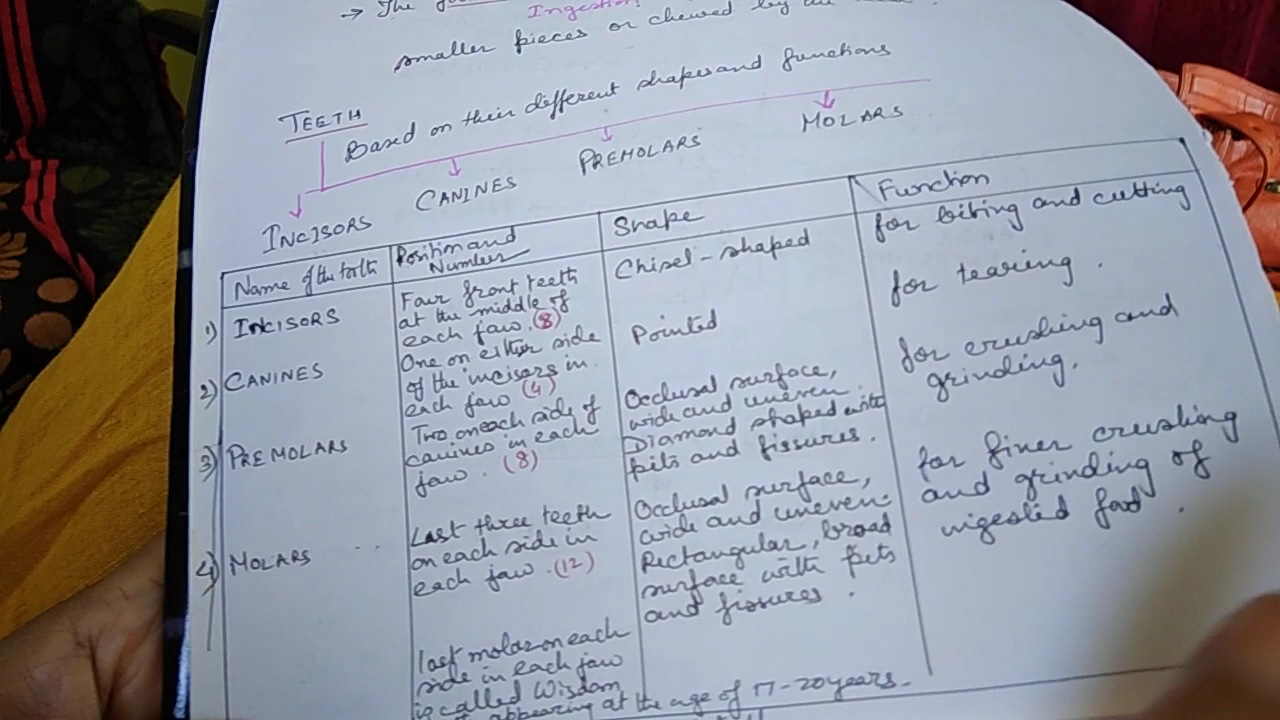 → The
Ingestion
smaller pieces or chewed by
TEETH
Based on their different shapes and functions
INCISORS
CANINES
PREMOLARS
MOLARS
Name of the teeth
Position and Number
Shape
Function
1) INCISORS
Four front teeth
at the middle of
each jaw. (8)
Chisel-shaped
for biting and cutting
2) CANINES
One on either side
of the incisors in
each jaw (4)
Pointed
for tearing.
3) PREMOLARS
Two on each side of
canines in each
jaw. (8)
Occlusal surface,
wide and uneven
Diamond shaped with
pits and fissures.
for crushing and
grinding.
4) MOLARS
Last three teeth
on each side in
each jaw. (12)
last molar on each
side in each jaw
is called Wisdom
appearing at the age of 17-20 years.
Occlusal surface,
wide and uneven.
Rectangular, broad
surface with pits
and fissures.
for finer crushing
and grinding of
ingested food.